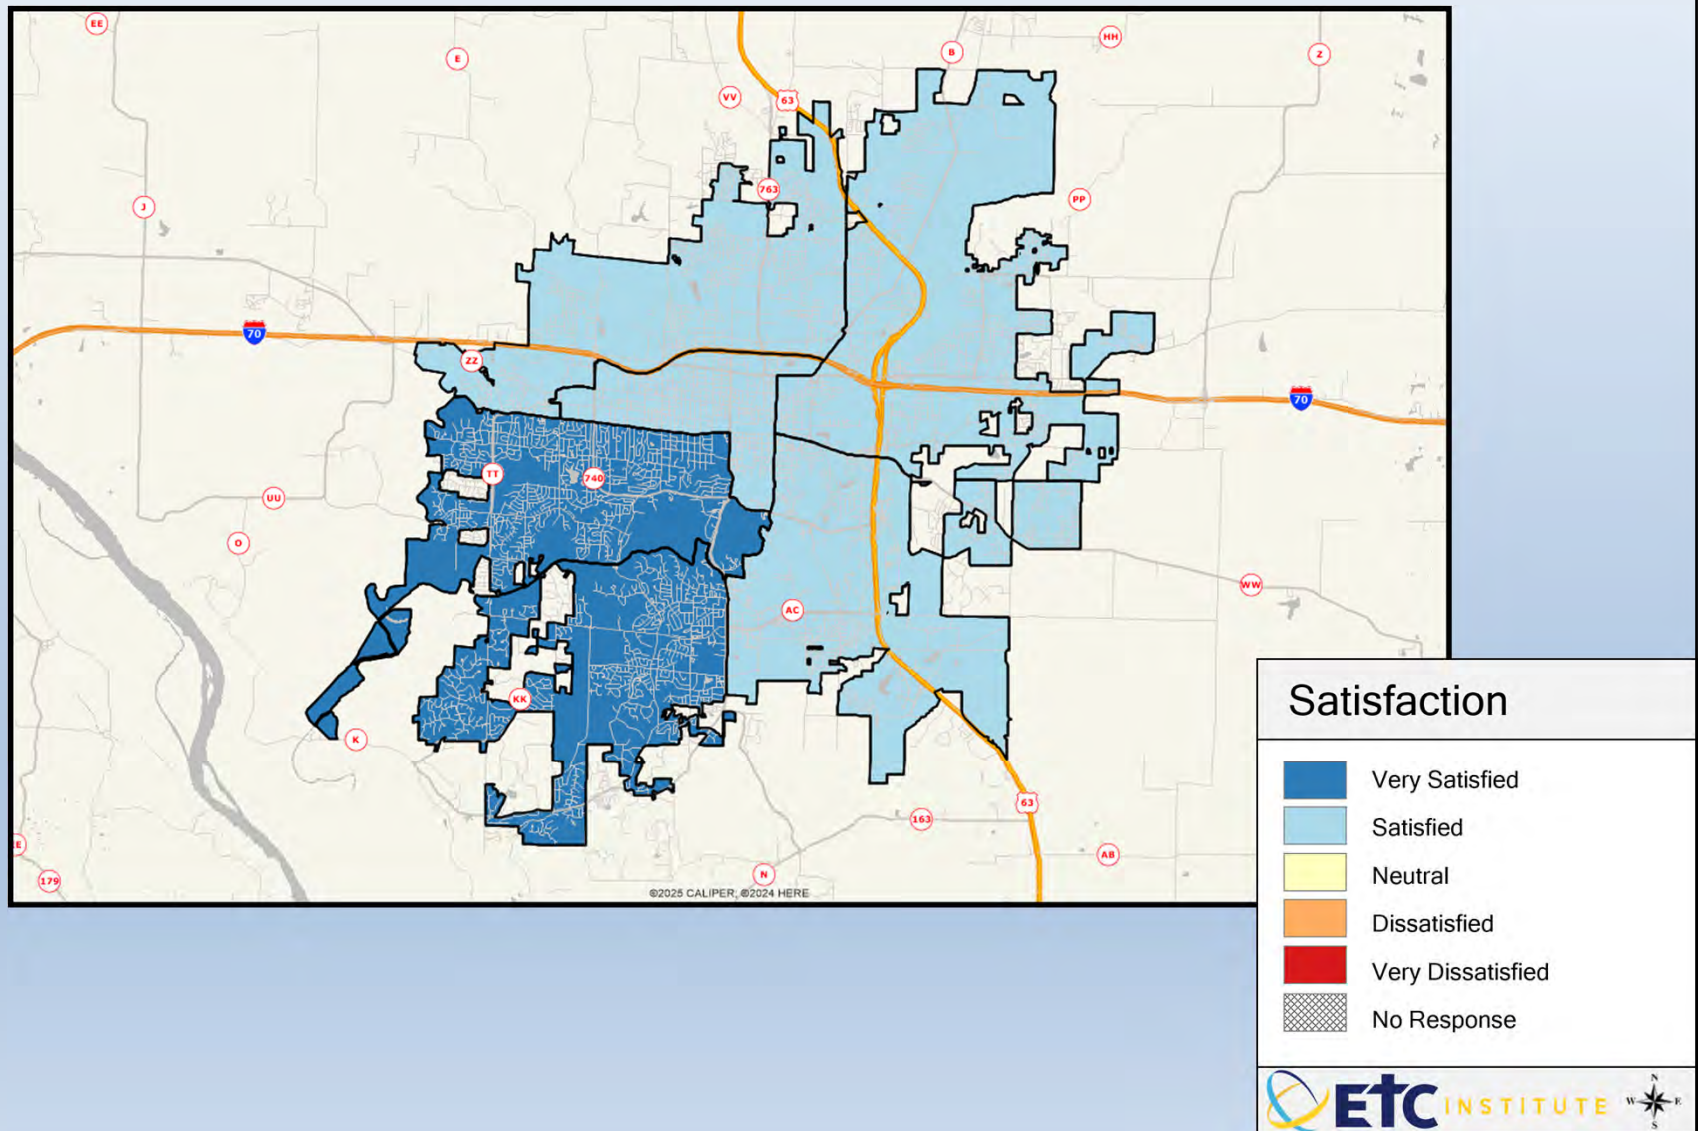 EE
E
B
HH
Z
VV
63
763
J
PP
70
ZZ
70
TT
740
UU
O
WW
AC
KK
K
63
163
EE
AB
179
N
©2025 CALIPER; ©2024 HERE
Satisfaction
Very Satisfied
Satisfied
Neutral
Dissatisfied
Very Dissatisfied
No Response
ETC INSTITUTE
N
W E
S